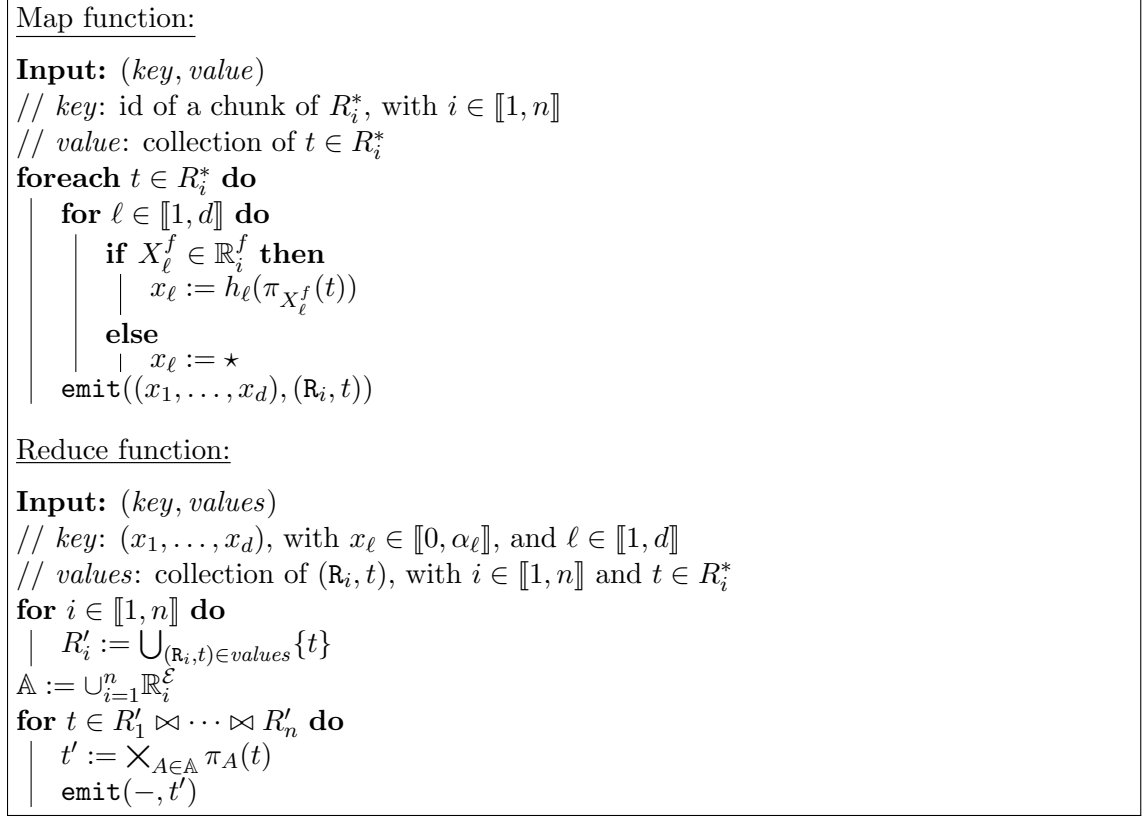 Map function:
Input: (key, value)
// key: id of a chunk of R*_i, with i ∈ ⟦1, n⟧
// value: collection of t ∈ R*_i
foreach t ∈ R*_i do
for ℓ ∈ ⟦1, d⟧ do
if X^f_ℓ ∈ ℝ^f_i then
x_ℓ := h_ℓ(π_{X^f_ℓ}(t))
else
x_ℓ := ⋆
emit((x_1, . . . , x_d), (R_i, t))
Reduce function:
Input: (key, values)
// key: (x_1, . . . , x_d), with x_ℓ ∈ ⟦0, α_ℓ⟧, and ℓ ∈ ⟦1, d⟧
// values: collection of (R_i, t), with i ∈ ⟦1, n⟧ and t ∈ R*_i
for i ∈ ⟦1, n⟧ do
R'_i := ⋃_{(R_i,t)∈values}{t}
𝔸 := ∪^n_{i=1} ℝ^ℰ_i
for t ∈ R'_1 ⋈ · · · ⋈ R'_n do
t' := ⨉_{A∈𝔸} π_A(t)
emit(−, t')